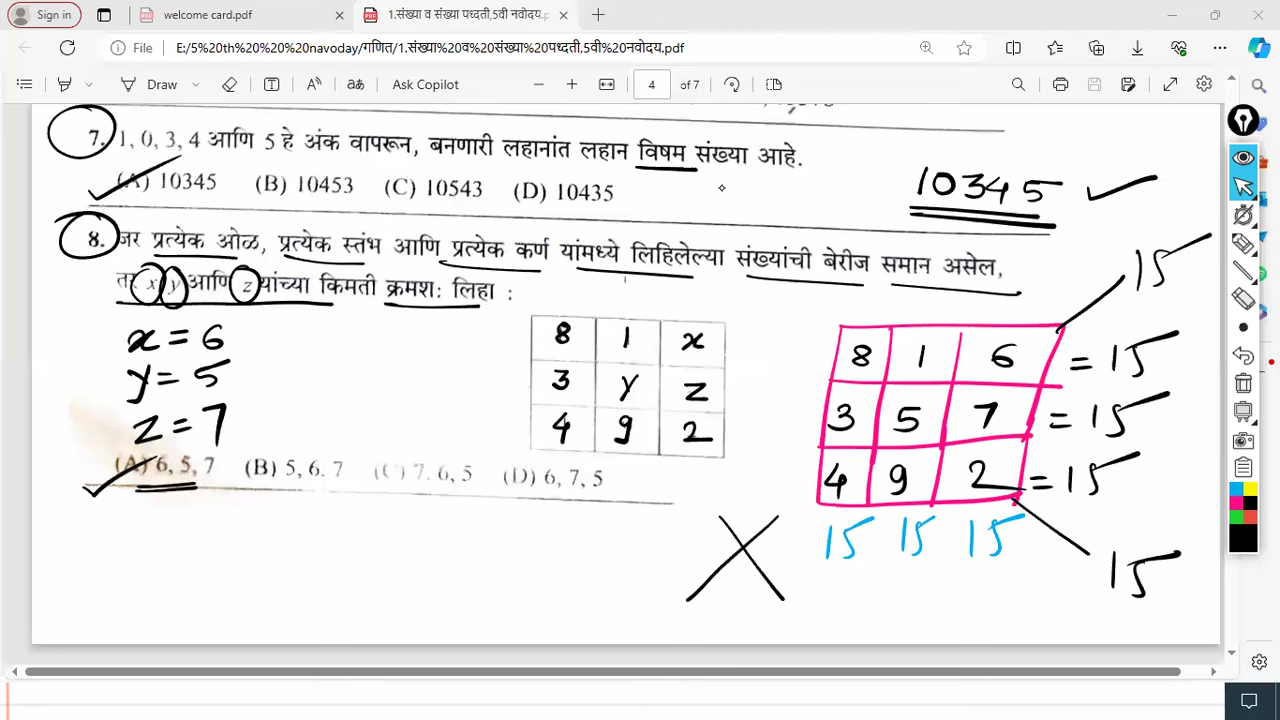 Sign in
welcome card.pdf
1.संख्या व संख्या पध्दती,5वी नवोदय.
File
E:/5%20th%20%20%20navoday/गणित/1.संख्या%20व%20संख्या%20पध्दती,5वी%20नवोदय.pdf
Draw
Ask Copilot
4 of 7
7. 1, 0, 3, 4 आणि 5 हे अंक वापरून, बनणारी लहानांत लहान विषम संख्या आहे.
(A) 10345 (B) 10453 (C) 10543 (D) 10435
10345
8. जर प्रत्येक ओळ, प्रत्येक स्तंभ आणि प्रत्येक कर्ण यांमध्ये लिहिलेल्या संख्यांची बेरीज समान असेल,
तर x y आणि z यांच्या किमती क्रमशः लिहा :
15
x = 6
y = 5
z = 7
8 1 x
3 y z
4 9 2
8 1 6 = 15
3 5 7 = 15
4 9 2 = 15
15 15 15
15
(A) 6, 5, 7 (B) 5, 6, 7 (C) 7, 6, 5 (D) 6, 7, 5